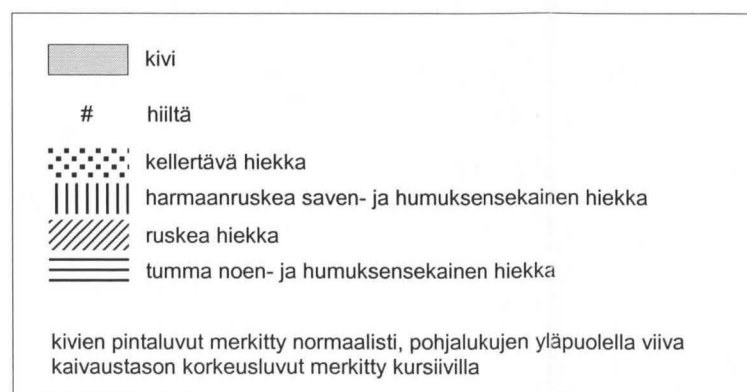 kivi
# hiiltä
kellertävä hiekka
harmaanruskea saven- ja humuksensekainen hiekka
ruskea hiekka
tumma noen- ja humuksensekainen hiekka
kivien pintaluvut merkitty normaalisti, pohjalukujen yläpuolella viiva
kaivaustason korkeusluvut merkitty kursiivilla